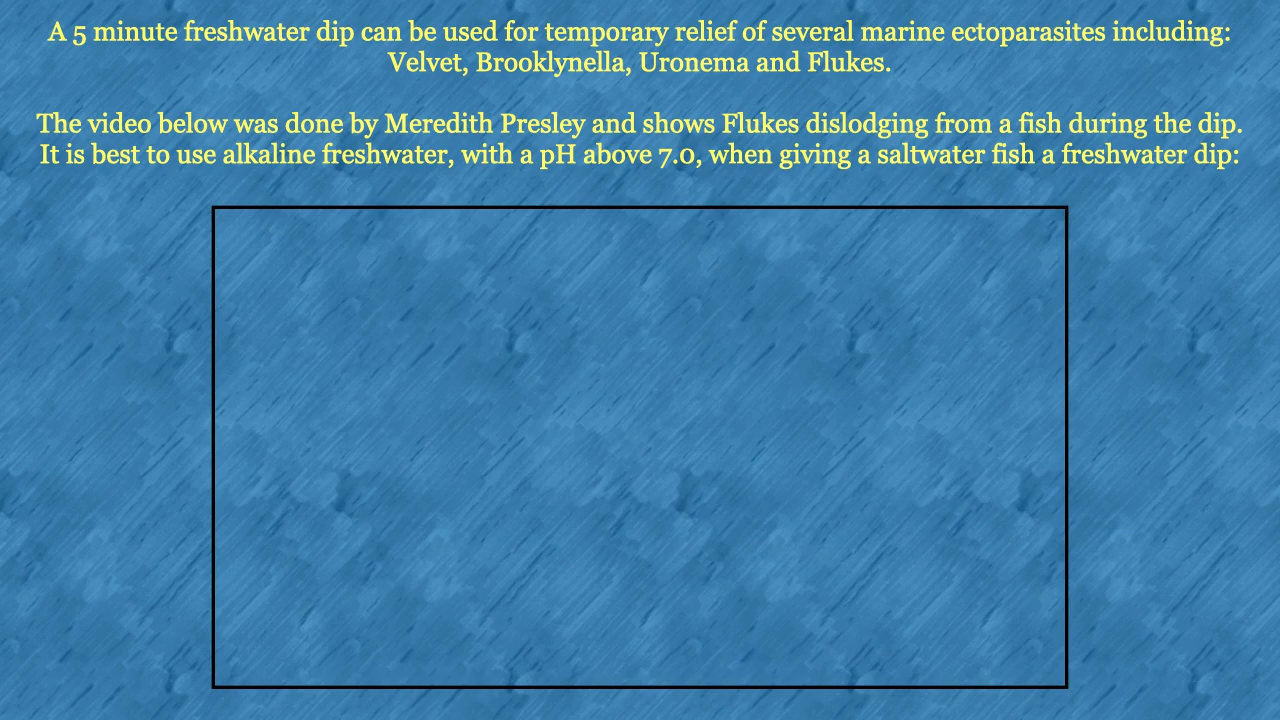 A 5 minute freshwater dip can be used for temporary relief of several marine ectoparasites including:
Velvet, Brooklynella, Uronema and Flukes.
The video below was done by Meredith Presley and shows Flukes dislodging from a fish during the dip.
It is best to use alkaline freshwater, with a pH above 7.0, when giving a saltwater fish a freshwater dip: